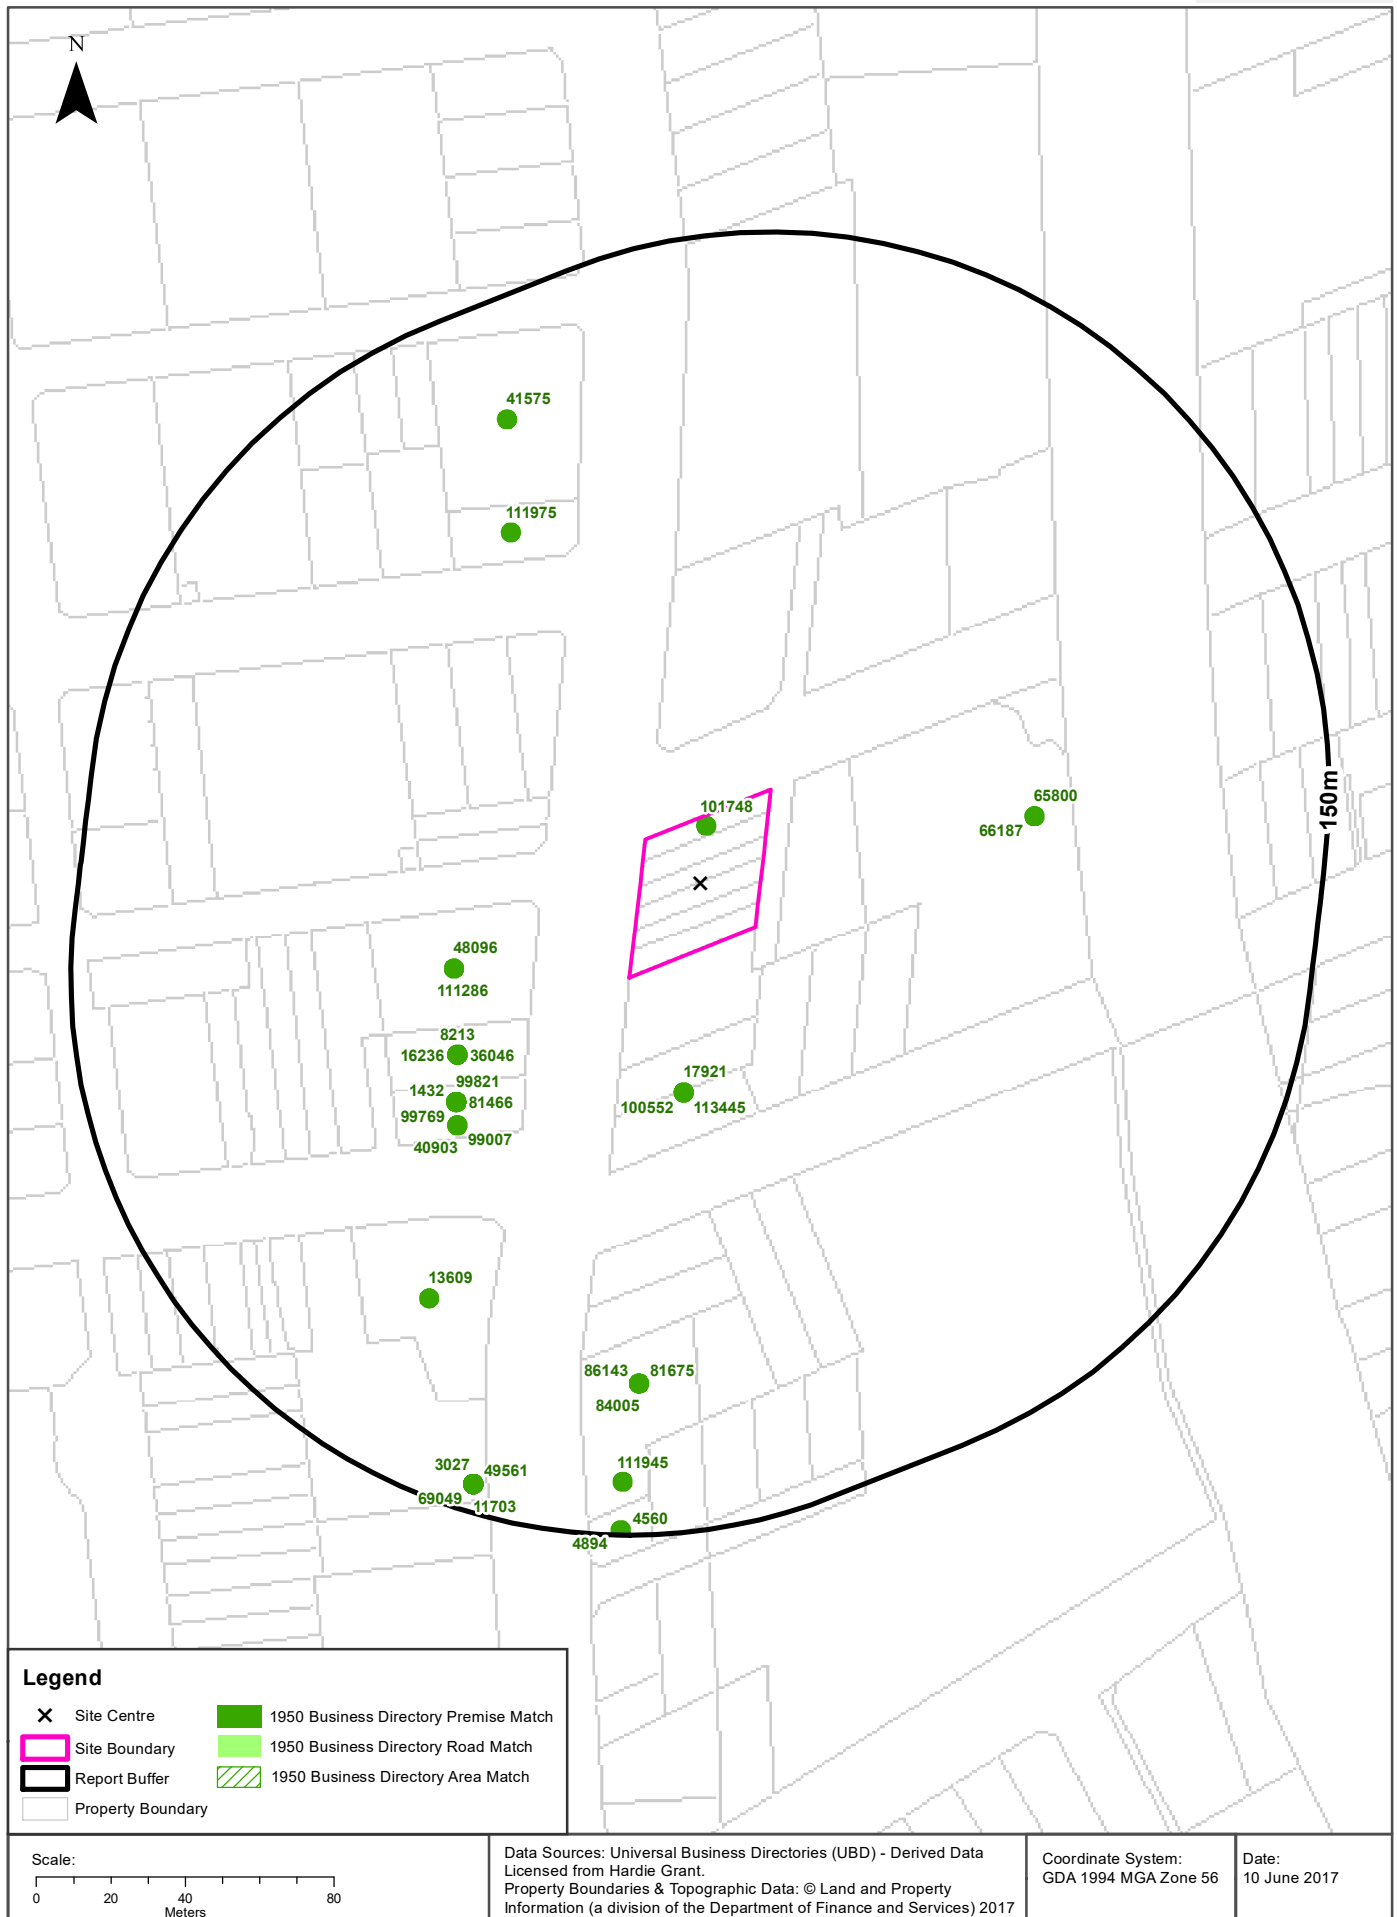 N
41575
111975
101748
65800
66187
150m
48096
111286
8213
16236 36046
99821
1432
81466
99769
99007
40903
17921
100552 113445
13609
86143 81675
84005
3027
49561
69049
11703
111945
4560
4894
Legend
Site Centre
Site Boundary
Report Buffer
Property Boundary
1950 Business Directory Premise Match
1950 Business Directory Road Match
1950 Business Directory Area Match
Scale:
0 20 40 80
Meters
Data Sources: Universal Business Directories (UBD) - Derived Data
Licensed from Hardie Grant.
Property Boundaries & Topographic Data: © Land and Property
Information (a division of the Department of Finance and Services) 2017
Coordinate System:
GDA 1994 MGA Zone 56
Date:
10 June 2017